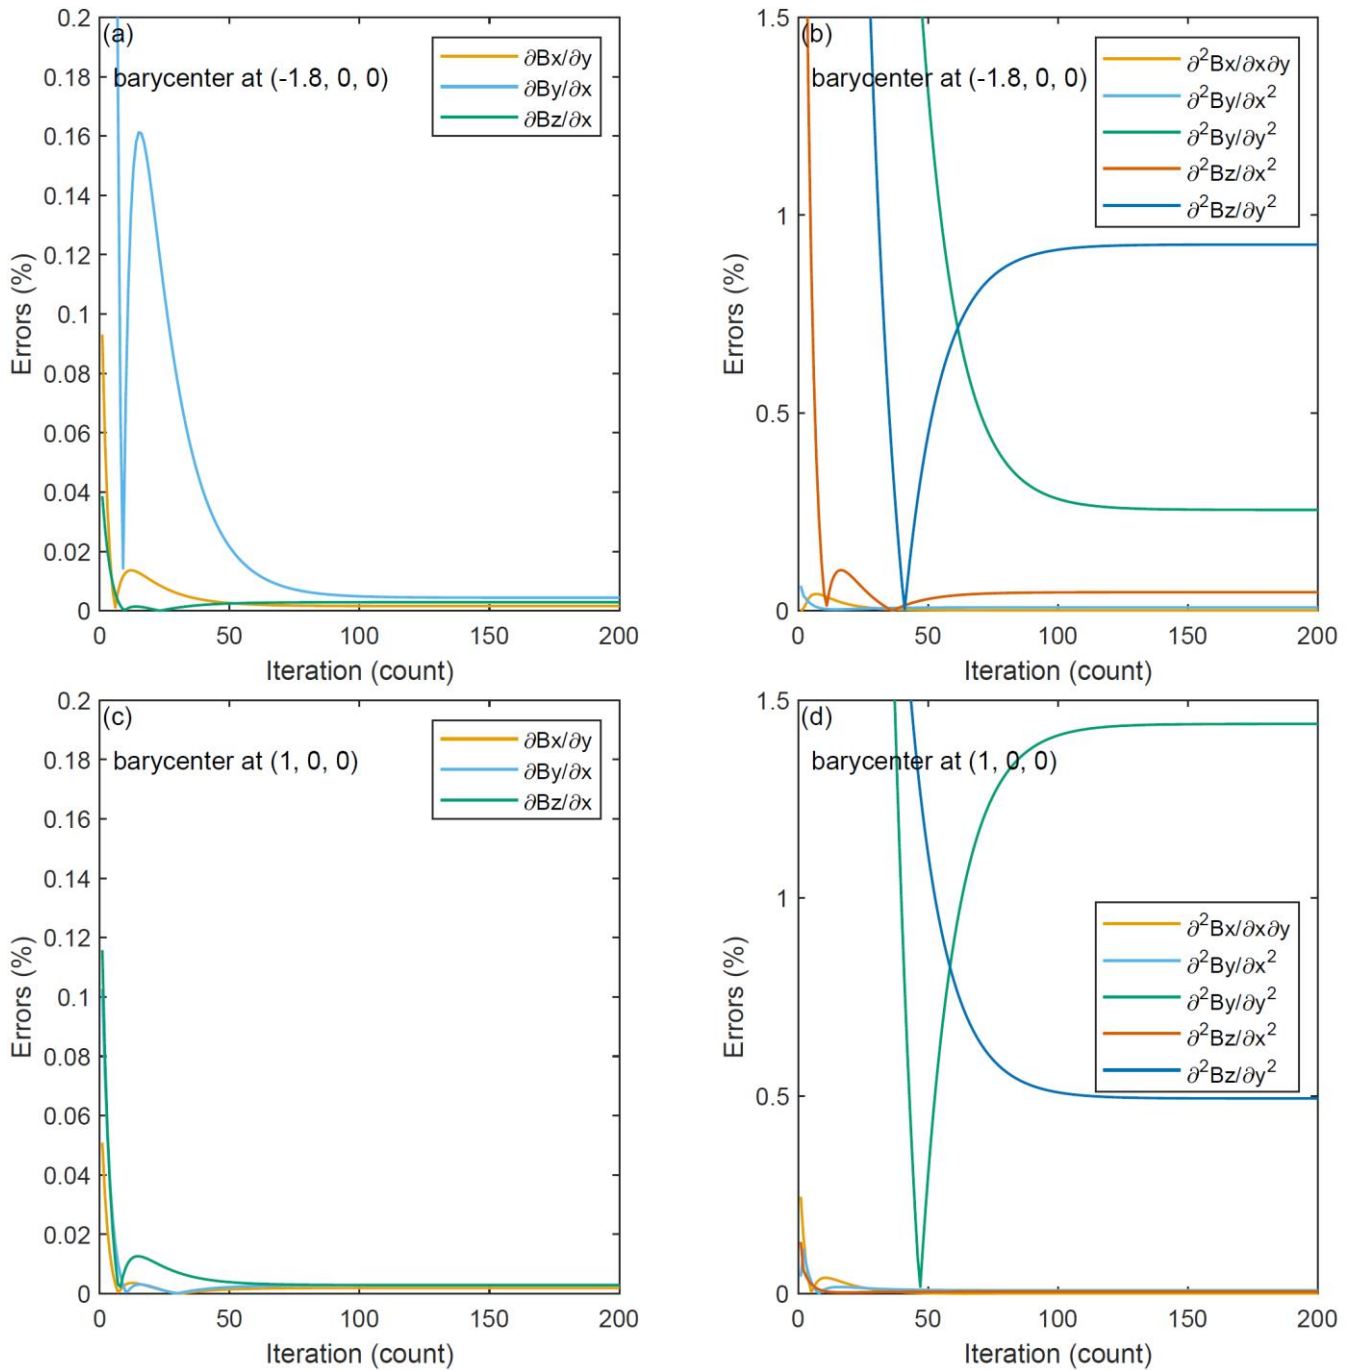 (a)
barycenter at (-1.8, 0, 0)
∂Bx/∂y
∂By/∂x
∂Bz/∂x
Errors (%)
0.2
0.18
0.16
0.14
0.12
0.1
0.08
0.06
0.04
0.02
0
0 50 100 150 200
Iteration (count)
(b)
barycenter at (-1.8, 0, 0)
∂²Bx/∂x∂y
∂²By/∂x²
∂²By/∂y²
∂²Bz/∂x²
∂²Bz/∂y²
Errors (%)
1.5
1
0.5
0
0 50 100 150 200
Iteration (count)
(c)
barycenter at (1, 0, 0)
∂Bx/∂y
∂By/∂x
∂Bz/∂x
Errors (%)
0.2
0.18
0.16
0.14
0.12
0.1
0.08
0.06
0.04
0.02
0
0 50 100 150 200
Iteration (count)
(d)
barycenter at (1, 0, 0)
∂²Bx/∂x∂y
∂²By/∂x²
∂²By/∂y²
∂²Bz/∂x²
∂²Bz/∂y²
Errors (%)
1.5
1
0.5
0
0 50 100 150 200
Iteration (count)